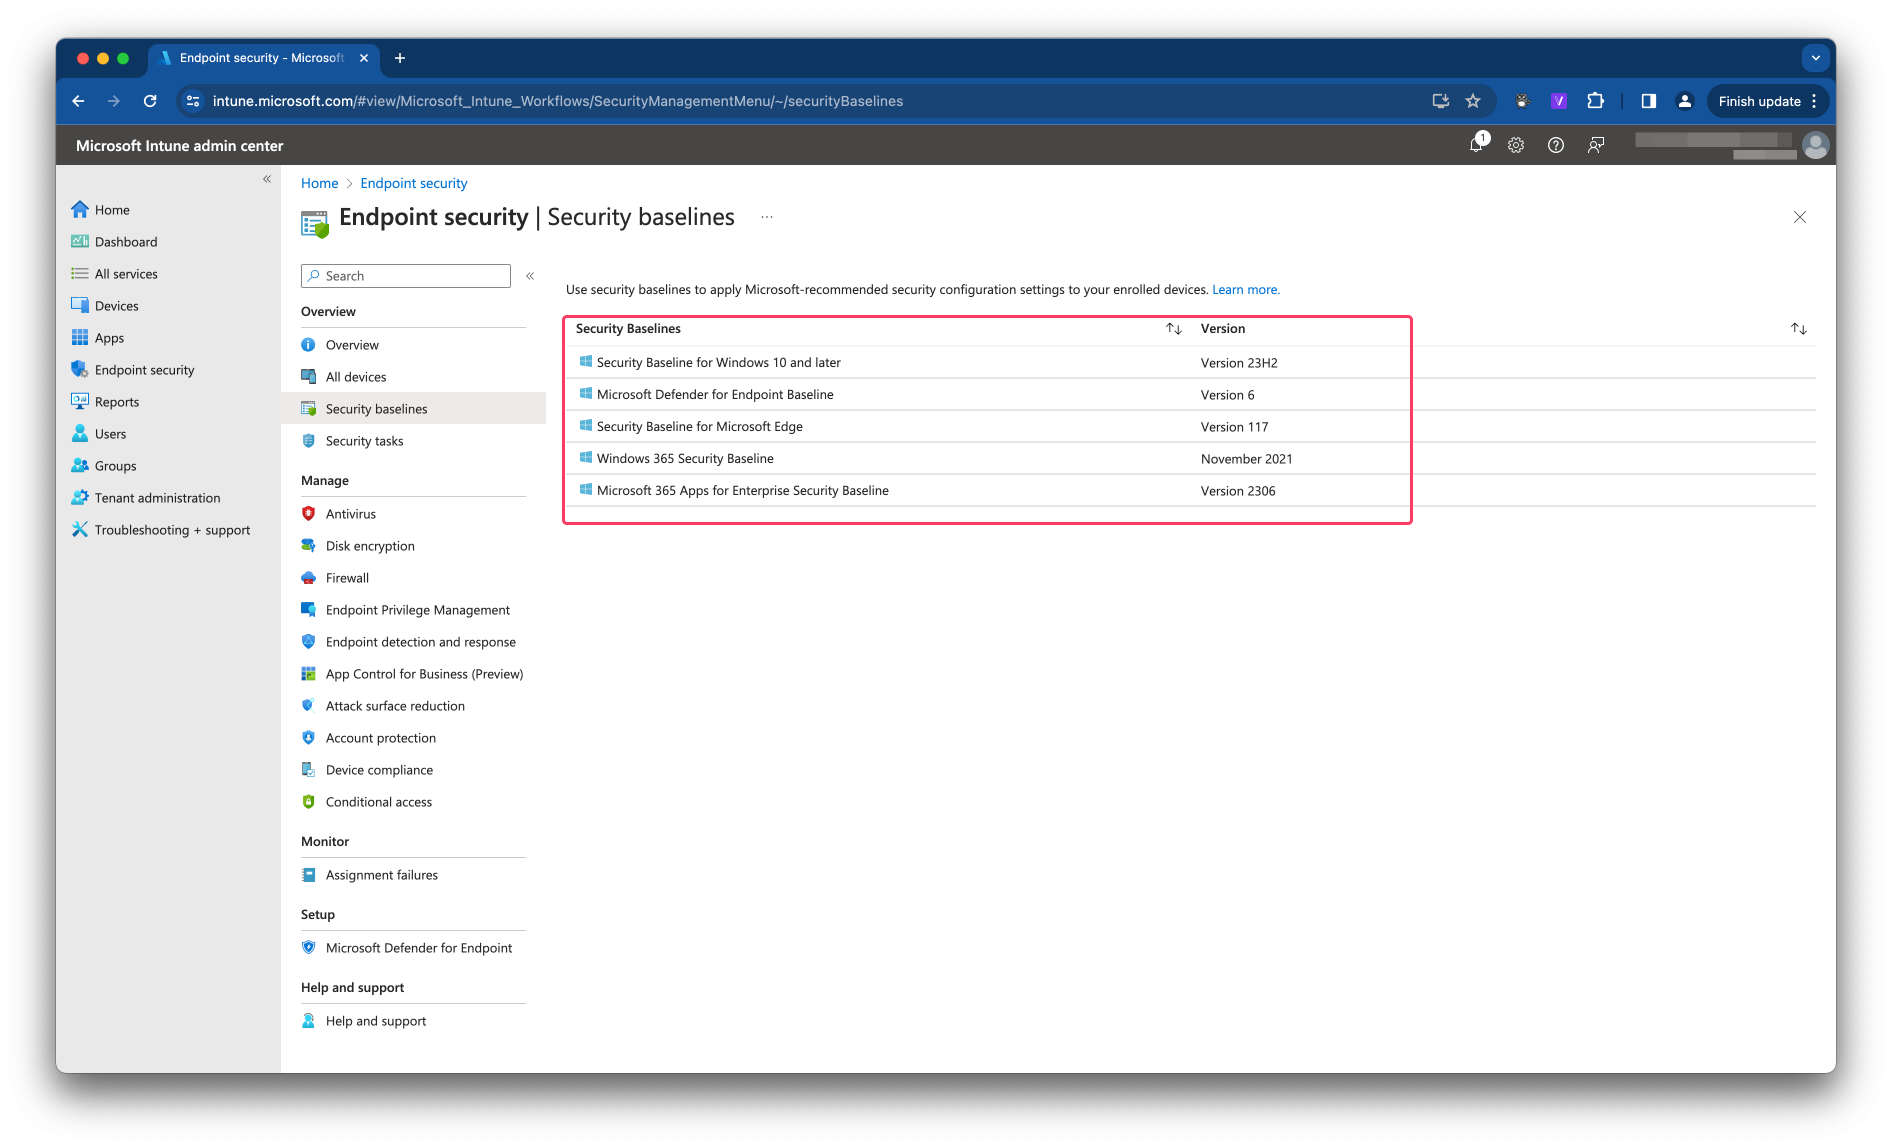 Endpoint security - Microsoft
intune.microsoft.com/#view/Microsoft_Intune_Workflows/SecurityManagementMenu/~/securityBaselines
Finish update
Microsoft Intune admin center
1
Home
Dashboard
All services
Devices
Apps
Endpoint security
Reports
Users
Groups
Tenant administration
Troubleshooting + support
Home > Endpoint security
Endpoint security | Security baselines ...
Search
Overview
Overview
All devices
Security baselines
Security tasks
Manage
Antivirus
Disk encryption
Firewall
Endpoint Privilege Management
Endpoint detection and response
App Control for Business (Preview)
Attack surface reduction
Account protection
Device compliance
Conditional access
Monitor
Assignment failures
Setup
Microsoft Defender for Endpoint
Help and support
Help and support
Use security baselines to apply Microsoft-recommended security configuration settings to your enrolled devices. Learn more.
Security Baselines Version
Security Baseline for Windows 10 and later Version 23H2
Microsoft Defender for Endpoint Baseline Version 6
Security Baseline for Microsoft Edge Version 117
Windows 365 Security Baseline November 2021
Microsoft 365 Apps for Enterprise Security Baseline Version 2306